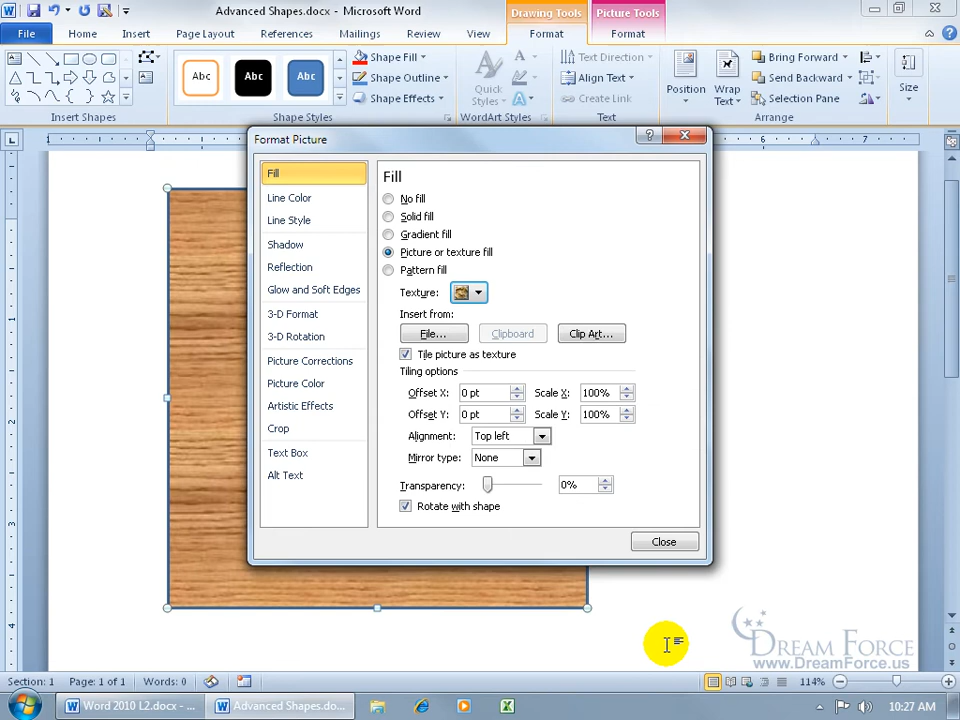 Advanced Shapes.docx - Microsoft Word
Drawing Tools
Picture Tools
File
Home
Insert
Page Layout
References
Mailings
Review
View
Format
Format
Abc
Abc
Abc
Shape Fill
Shape Outline
Shape Effects
Quick
Styles
A
A
Text Direction
Align Text
Create Link
Position
Wrap
Text
Bring Forward
Send Backward
Selection Pane
Size
Insert Shapes
Shape Styles
WordArt Styles
Text
Arrange
1
6
7
1
2
3
4
Format Picture
Fill
Line Color
Line Style
Shadow
Reflection
Glow and Soft Edges
3-D Format
3-D Rotation
Picture Corrections
Picture Color
Artistic Effects
Crop
Text Box
Alt Text
Fill
No fill
Solid fill
Gradient fill
Picture or texture fill
Pattern fill
Texture:
Insert from:
File...
Clipboard
Clip Art...
Tile picture as texture
Tiling options
Offset X: 0 pt Scale X: 100%
Offset Y: 0 pt Scale Y: 100%
Alignment: Top left
Mirror type: None
Transparency: 0%
Rotate with shape
Close
DREAM FORCE
www.DreamForce.us
Section: 1 Page: 1 of 1 Words: 0
114%
Word 2010 L2.docx - ...
Advanced Shapes.do...
10:27 AM